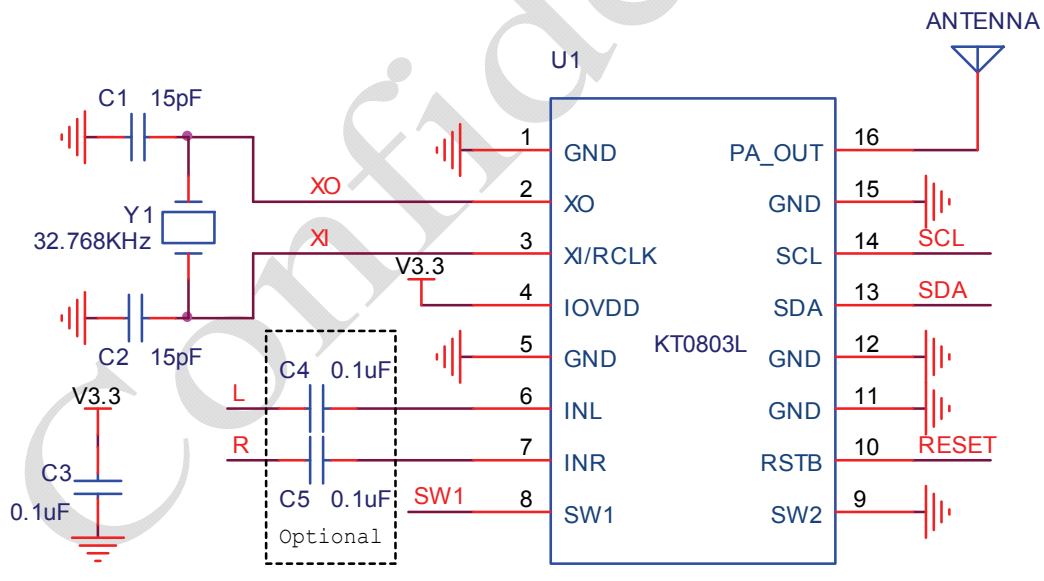 ANTENNA
U1
C1 15pF
1 GND
PA_OUT 16
XO
2 XO
GND 15
Y1
32.768KHz
XI
3 XI/RCLK
SCL 14 SCL
V3.3
4 IOVDD
SDA 13 SDA
C2 15pF
5 GND
KT0803L
GND 12
V3.3
C4 0.1uF
L
6 INL
GND 11
R
7 INR
RSTB 10 RESET
C3
0.1uF
C5 0.1uF
SW1
8 SW1
SW2 9
Optional